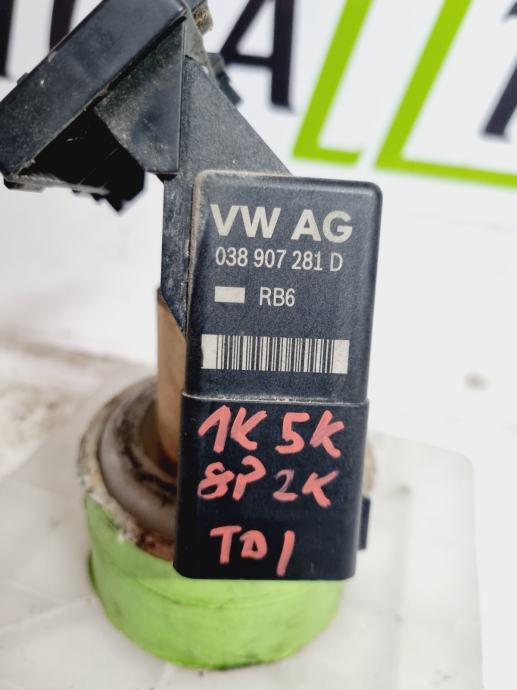 VW AG
038 907 281 D
RB6
1K 5K
8P 2K
TDI